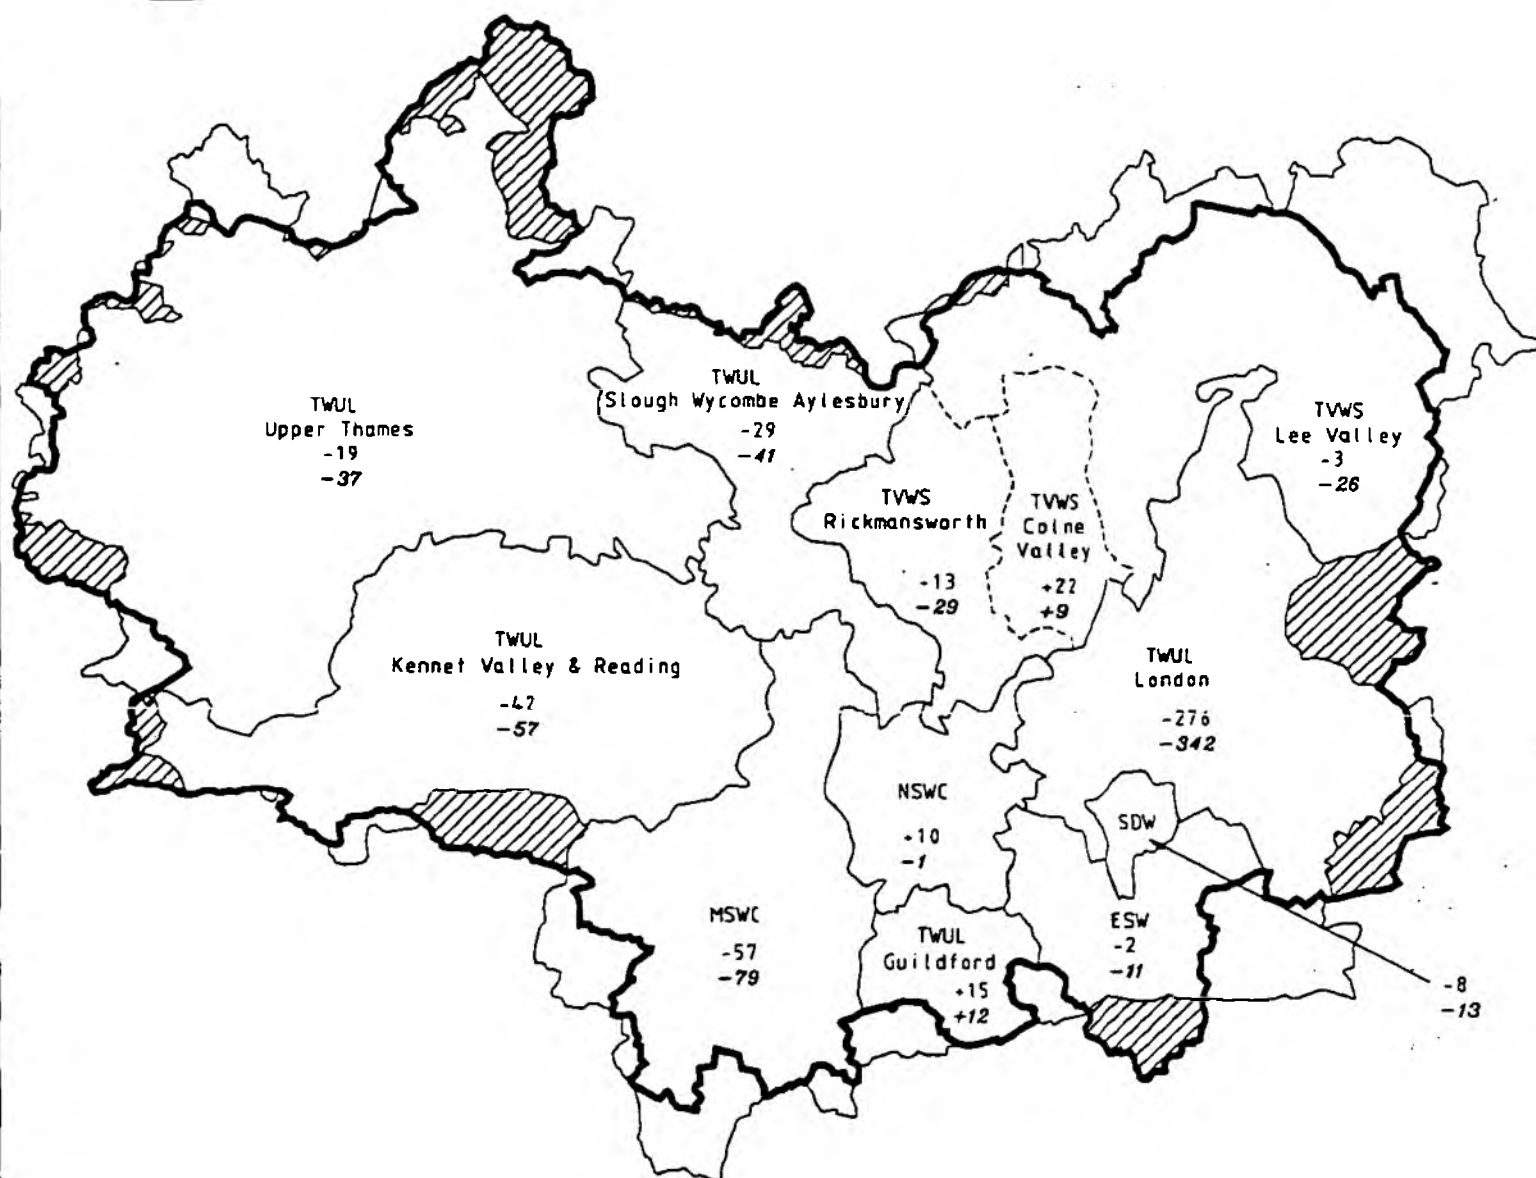 TWUL
Upper Thames
-19
-37
TWUL
Slough Wycombe Aylesbury
-29
-41
TVWS
Rickmansworth
-13
-29
TVWS
Colne
Valley
+22
+9
TVWS
Lee Valley
-3
-26
TWUL
Kennet Valley & Reading
-42
-57
TWUL
London
-276
-342
NSWC
+10
-1
SDW
-8
-13
MSWC
-57
-79
TWUL
Guildford
+15
+12
ESW
-2
-11